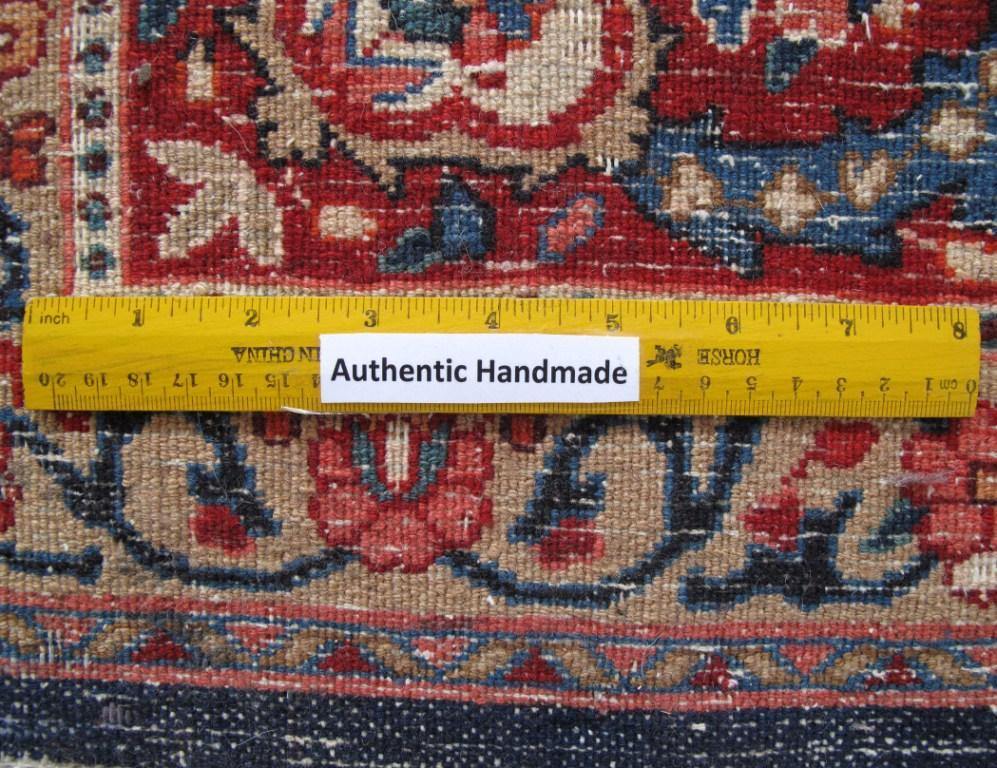 inch 1 2 3 4 5 6 7 8
IN CHINA HORSE
Authentic Handmade
20 19 18 17 16 15 14 7 6 5 4 3 2 1 cm 0